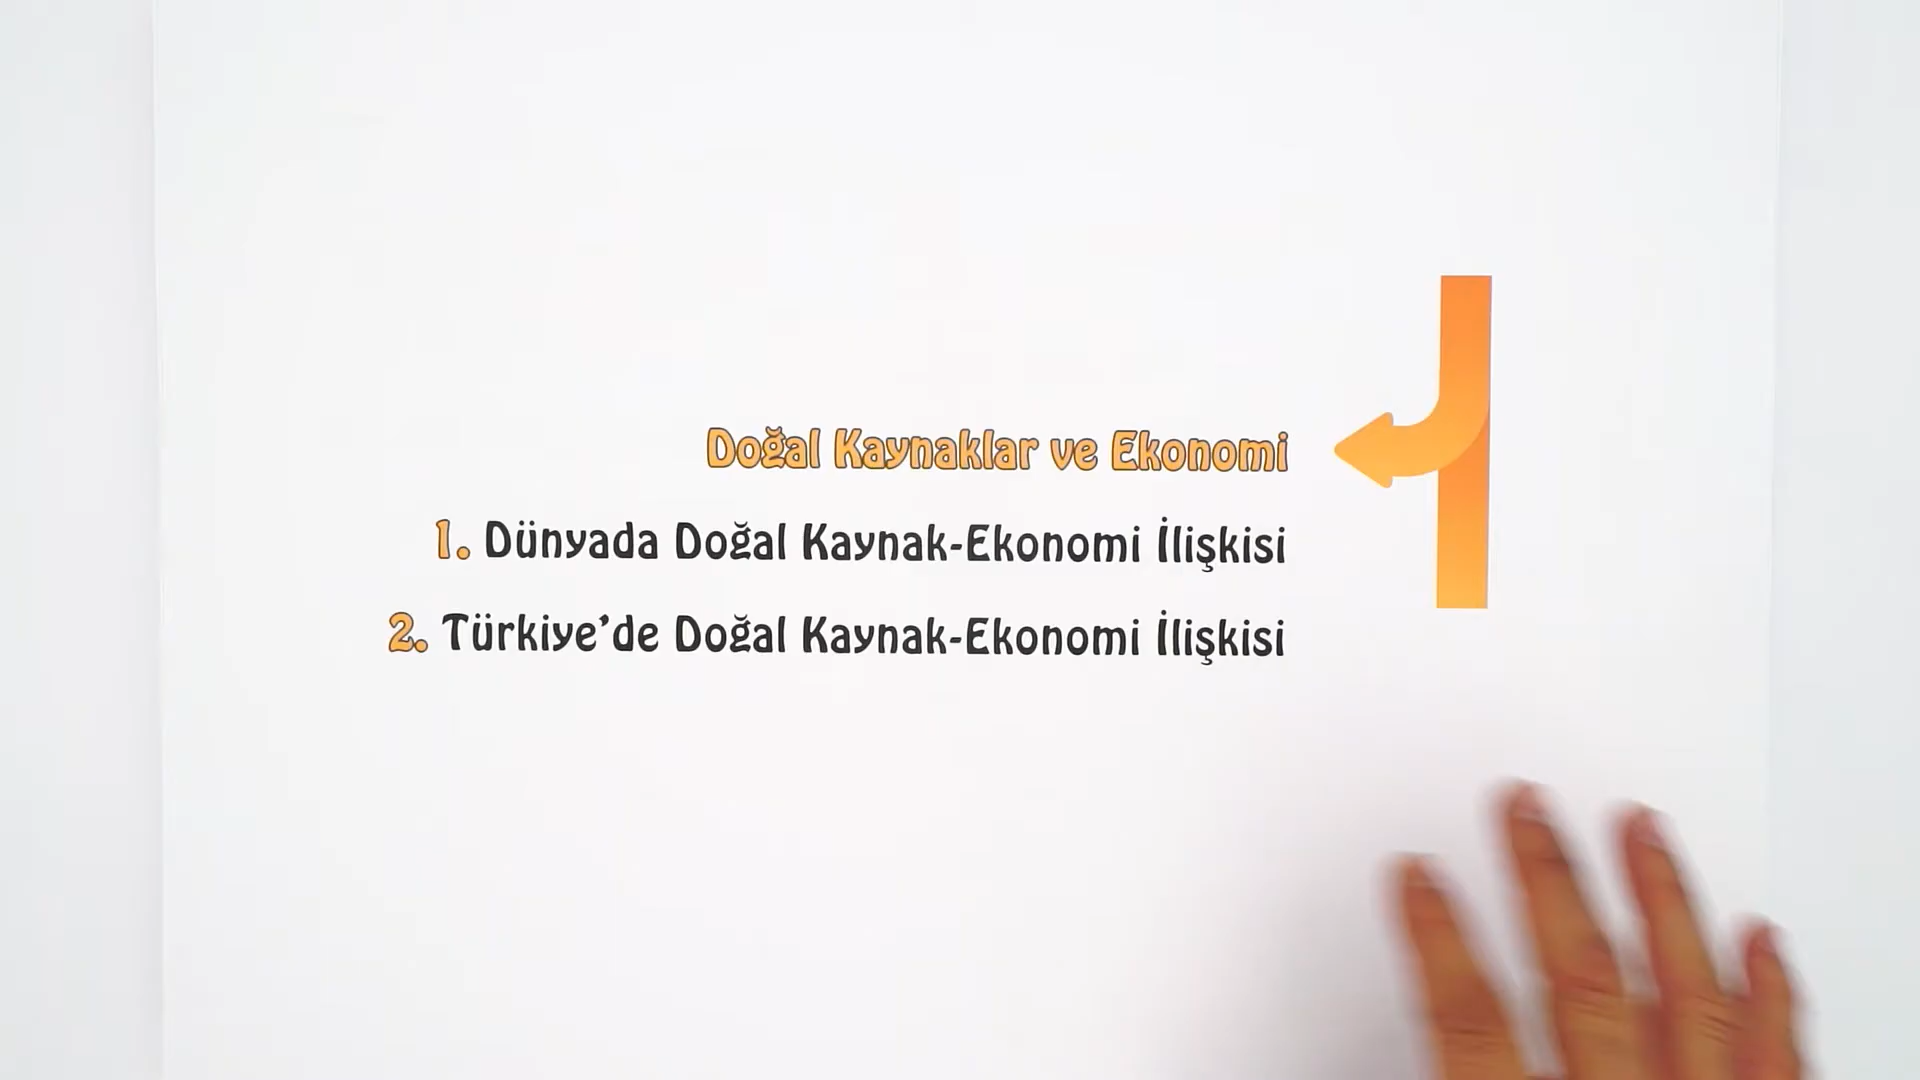 Doğal Kaynaklar ve Ekonomi
1. Dünyada Doğal Kaynak-Ekonomi İlişkisi
2. Türkiye'de Doğal Kaynak-Ekonomi İlişkisi